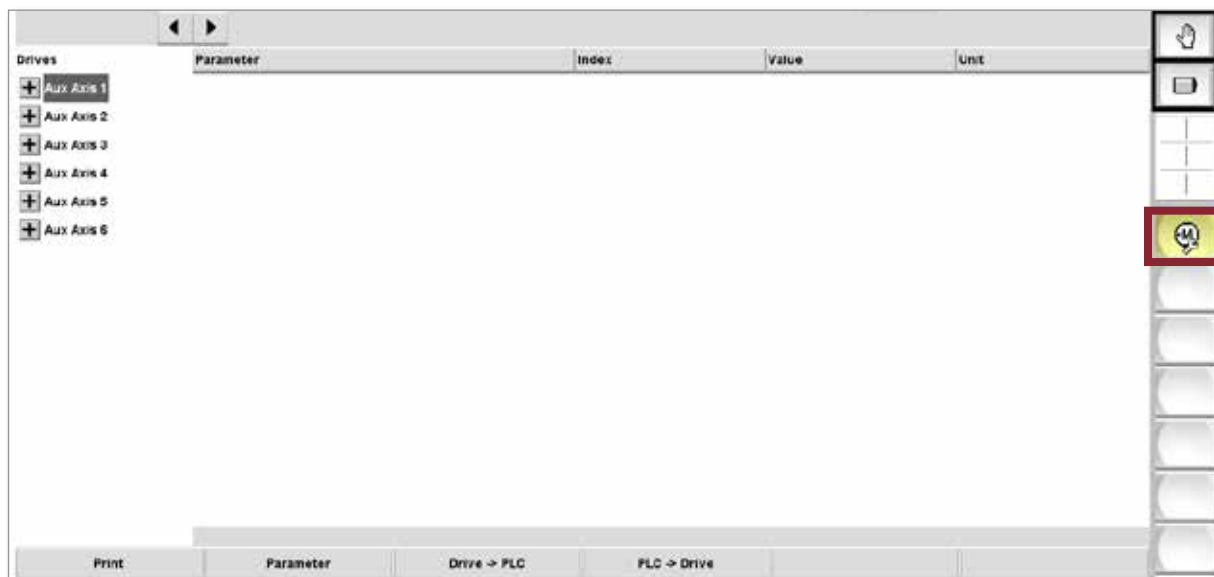 Drives
Parameter Index Value Unit
Aux Axis 1
Aux Axis 2
Aux Axis 3
Aux Axis 4
Aux Axis 5
Aux Axis 6
M
Print Parameter Drive -> PLC PLC -> Drive